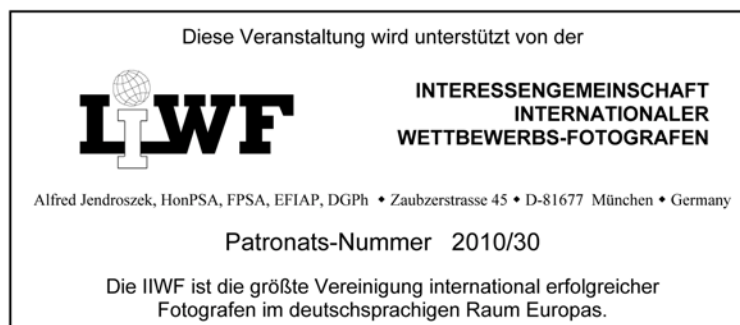 Diese Veranstaltung wird unterstützt von der
IIWF
INTERESSENGEMEINSCHAFT
INTERNATIONALER
WETTBEWERBS-FOTOGRAFEN
Alfred Jendroszek, HonPSA, FPSA, EFIAP, DGPh ◆ Zaubzerstrasse 45 ◆ D-81677 München ◆ Germany
Patronats-Nummer 2010/30
Die IIWF ist die größte Vereinigung international erfolgreicher
Fotografen im deutschsprachigen Raum Europas.